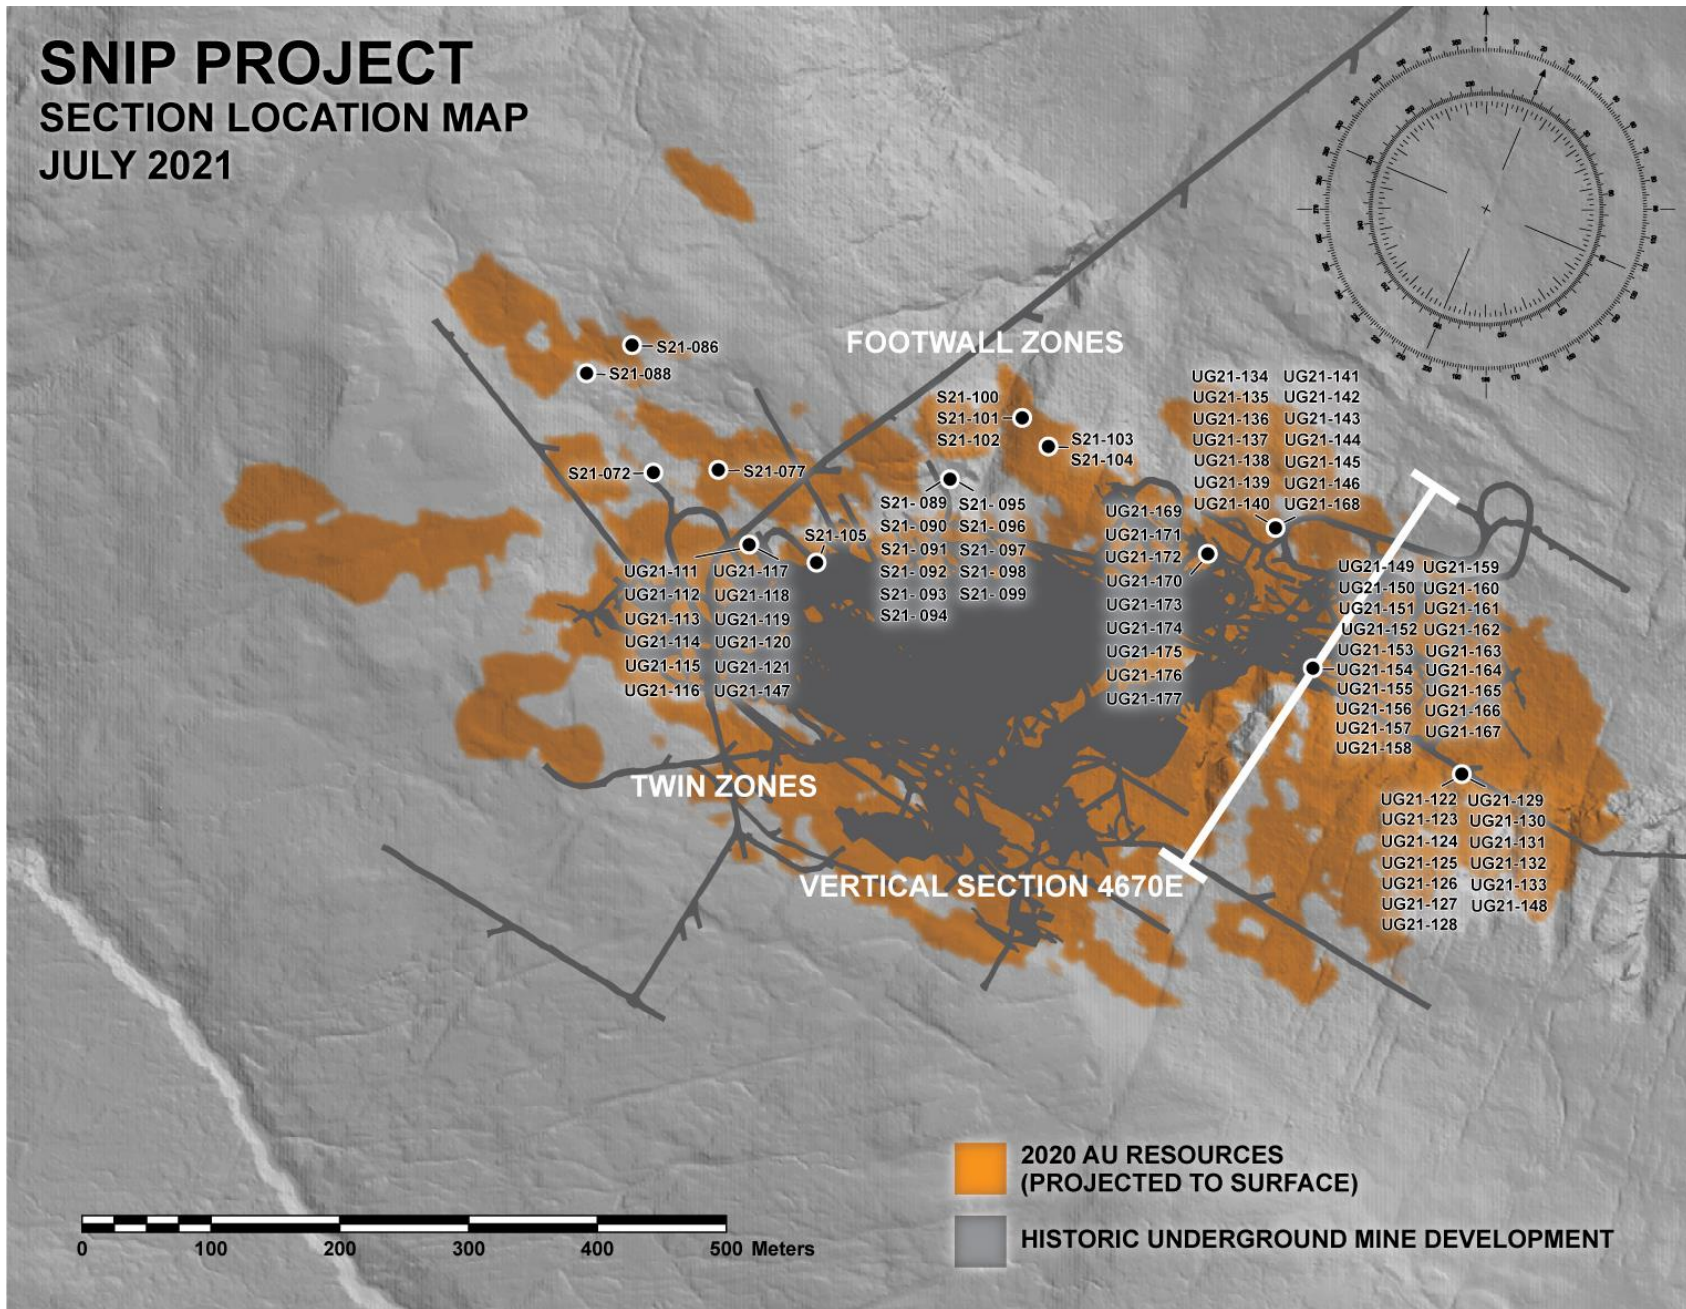 SNIP PROJECT
SECTION LOCATION MAP
JULY 2021
FOOTWALL ZONES
S21-086
S21-088
S21-072
S21-077
S21-105
S21-100
S21-101
S21-102
S21-103
S21-104
S21- 089
S21- 090
S21- 091
S21- 092
S21- 093
S21- 094
S21- 095
S21- 096
S21- 097
S21- 098
S21- 099
UG21-134
UG21-135
UG21-136
UG21-137
UG21-138
UG21-139
UG21-140
UG21-141
UG21-142
UG21-143
UG21-144
UG21-145
UG21-146
UG21-168
UG21-111
UG21-112
UG21-113
UG21-114
UG21-115
UG21-116
UG21-117
UG21-118
UG21-119
UG21-120
UG21-121
UG21-147
UG21-169
UG21-171
UG21-172
UG21-170
UG21-173
UG21-174
UG21-175
UG21-176
UG21-177
UG21-149
UG21-150
UG21-151
UG21-152
UG21-153
UG21-154
UG21-155
UG21-156
UG21-157
UG21-158
UG21-159
UG21-160
UG21-161
UG21-162
UG21-163
UG21-164
UG21-165
UG21-166
UG21-167
UG21-122
UG21-123
UG21-124
UG21-125
UG21-126
UG21-127
UG21-128
UG21-129
UG21-130
UG21-131
UG21-132
UG21-133
UG21-148
TWIN ZONES
VERTICAL SECTION 4670E
2020 AU RESOURCES
(PROJECTED TO SURFACE)
HISTORIC UNDERGROUND MINE DEVELOPMENT
0 100 200 300 400 500 Meters